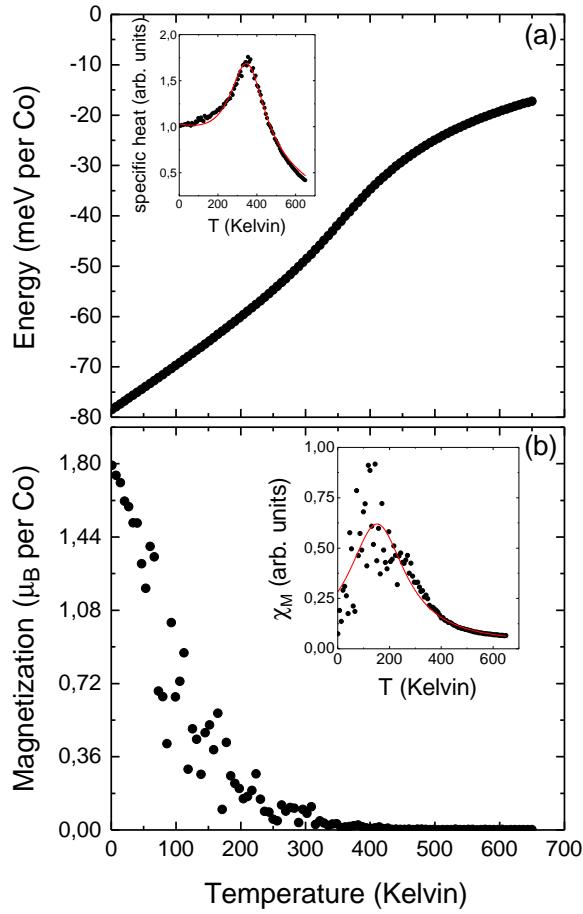 (a)
Energy (meV per Co)
0
-10
-20
-30
-40
-50
-60
-70
-80
specific heat (arb. units)
2,0
1,5
1,0
0,5
0 200 400 600
T (Kelvin)
(b)
Magnetization (μB per Co)
1,80
1,44
1,08
0,72
0,36
0,00
χM (arb. units)
1,00
0,75
0,50
0,25
0,00
0 200 400 600
T (Kelvin)
0 100 200 300 400 500 600 700
Temperature (Kelvin)